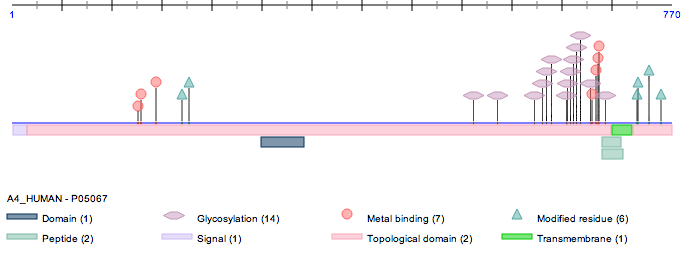 1 770
A4_HUMAN - P05067
Domain (1) Glycosylation (14) Metal binding (7) Modified residue (6)
Peptide (2) Signal (1) Topological domain (2) Transmembrane (1)